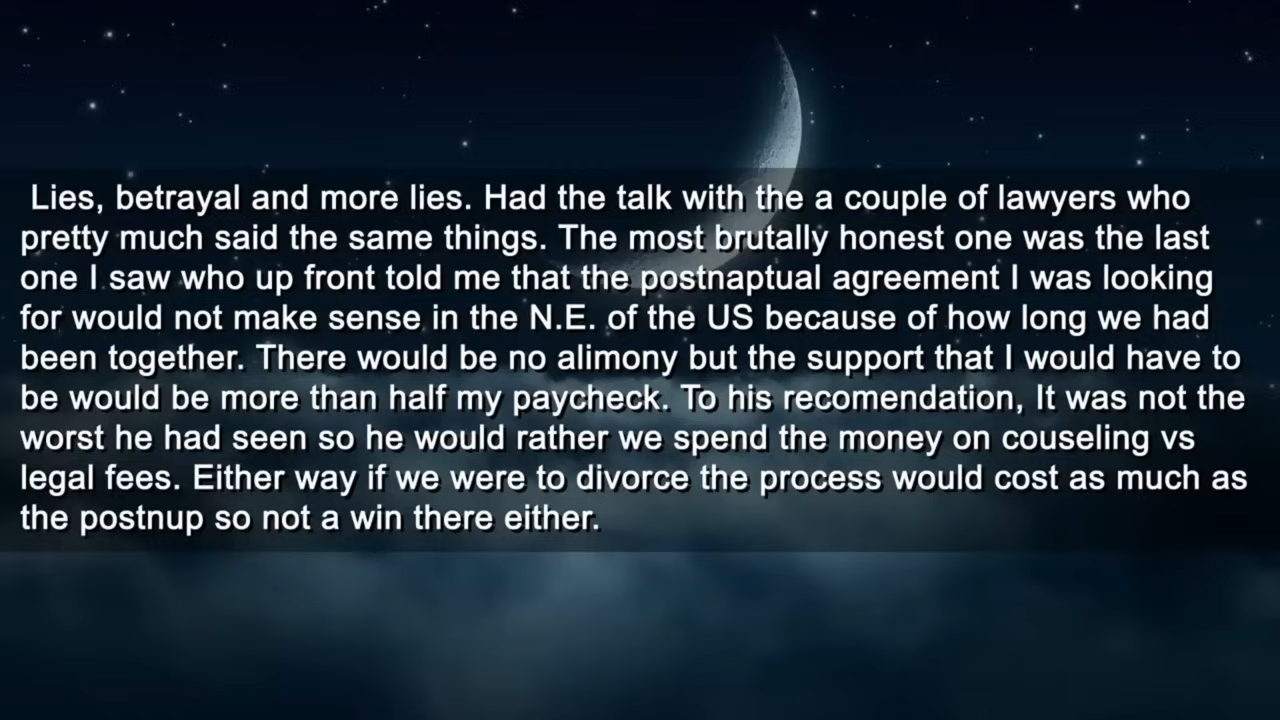 Lies, betrayal and more lies. Had the talk with the a couple of lawyers who
pretty much said the same things. The most brutally honest one was the last
one I saw who up front told me that the postnaptual agreement I was looking
for would not make sense in the N.E. of the US because of how long we had
been together. There would be no alimony but the support that I would have to
be would be more than half my paycheck. To his recomendation, It was not the
worst he had seen so he would rather we spend the money on couseling vs
legal fees. Either way if we were to divorce the process would cost as much as
the postnup so not a win there either.